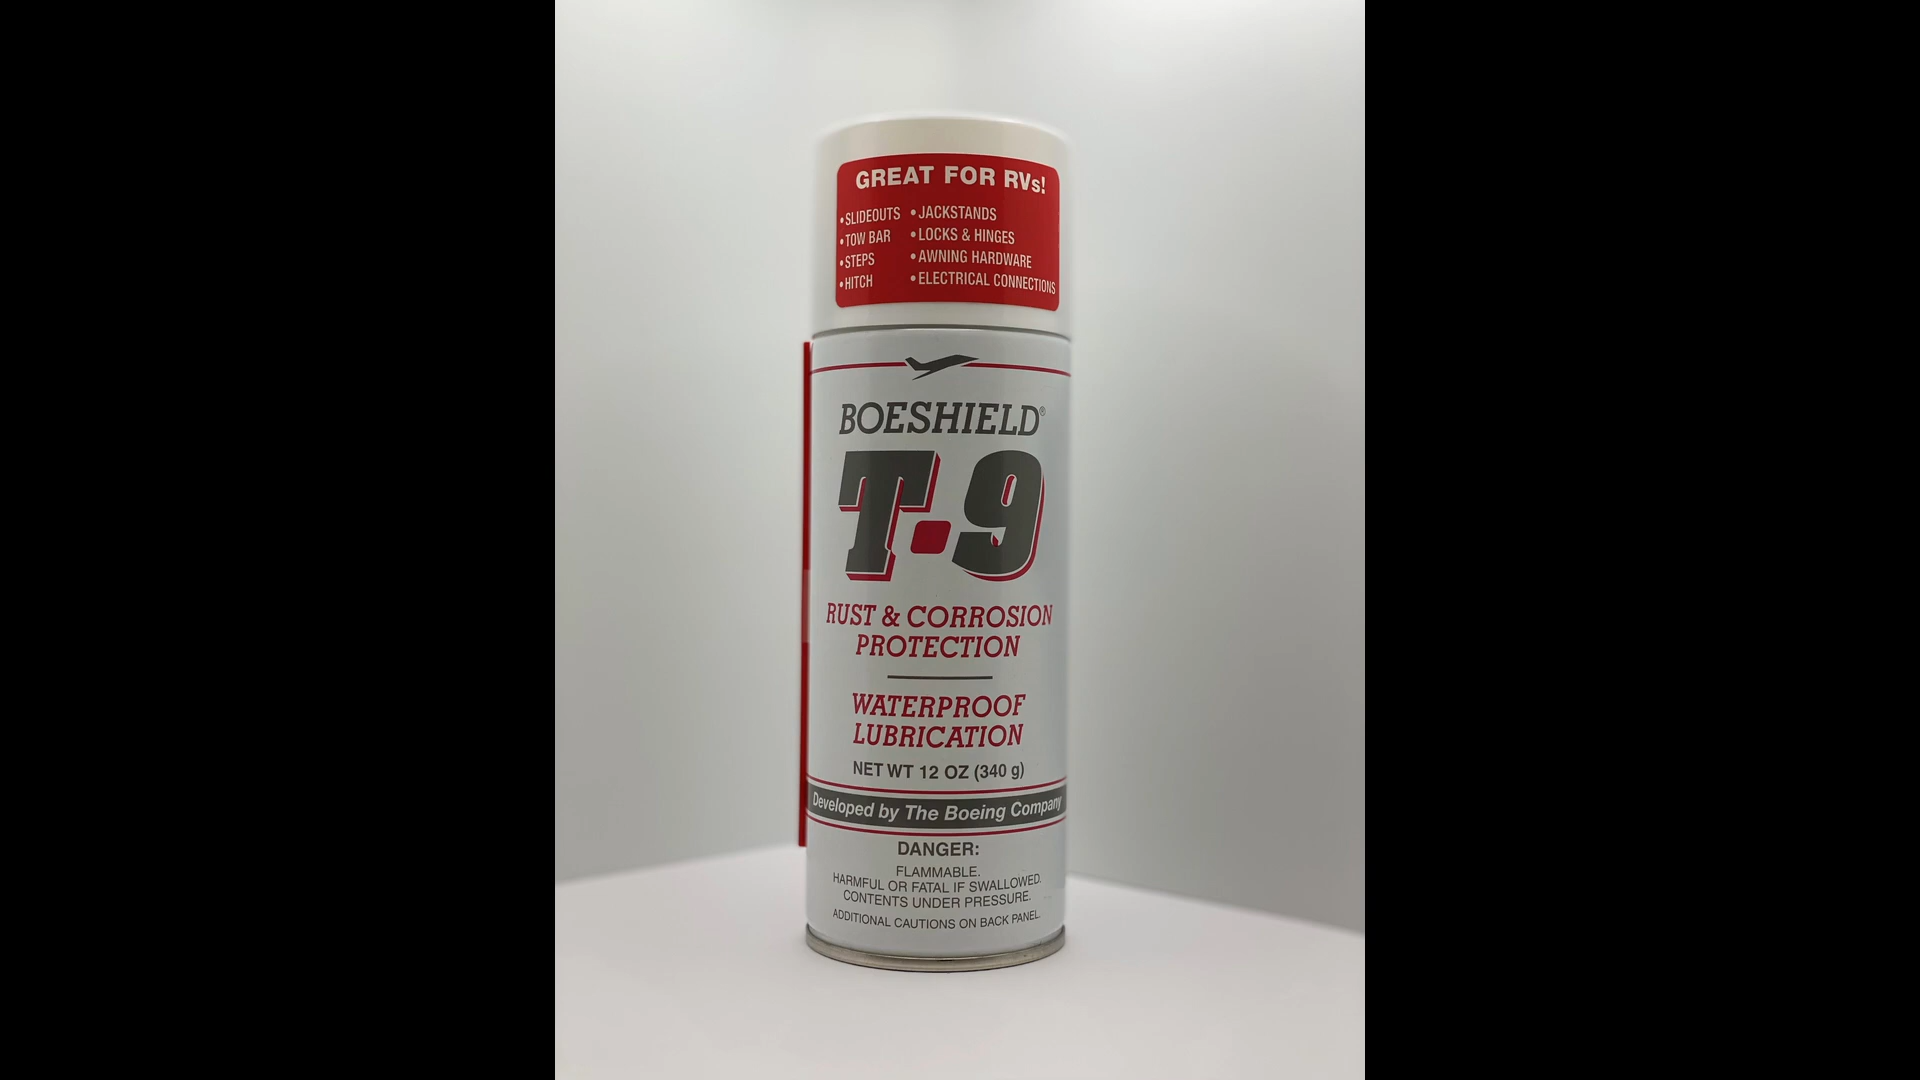 GREAT FOR RVs!
• SLIDEOUTS
• TOW BAR
• STEPS
• HITCH
• JACKSTANDS
• LOCKS & HINGES
• AWNING HARDWARE
• ELECTRICAL CONNECTIONS
BOESHIELD®
T-9
RUST & CORROSION
PROTECTION
WATERPROOF
LUBRICATION
NET WT 12 OZ (340 g)
Developed by The Boeing Company
DANGER:
FLAMMABLE.
HARMFUL OR FATAL IF SWALLOWED.
CONTENTS UNDER PRESSURE.
ADDITIONAL CAUTIONS ON BACK PANEL.